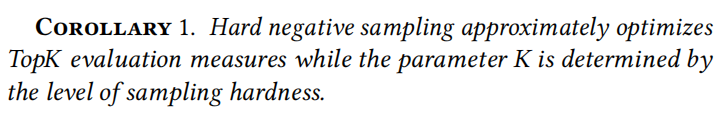 Corollary 1. Hard negative sampling approximately optimizes
TopK evaluation measures while the parameter K is determined by
the level of sampling hardness.